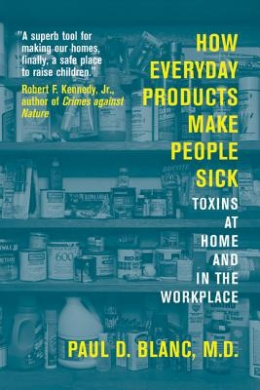 "A superb tool for
making our homes,
finally, a safe place
to raise children."
Robert F. Kennedy, Jr.,
author of Crimes against
Nature
HOW
EVERYDAY
PRODUCTS
MAKE
PEOPLE
SICK
TOXINS
AT
HOME
AND
IN THE
WORKPLACE
600
PAUL D. BLANC, M.D.